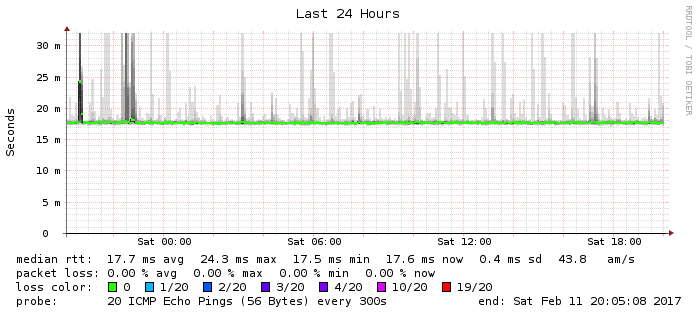 Last 24 Hours
RRDTOOL / TOBI OETIKER
Seconds
30 m
25 m
20 m
15 m
10 m
5 m
0
Sat 00:00 Sat 06:00 Sat 12:00 Sat 18:00
median rtt: 17.7 ms avg 24.3 ms max 17.5 ms min 17.6 ms now 0.4 ms sd 43.8 am/s
packet loss: 0.00 % avg 0.00 % max 0.00 % min 0.00 % now
loss color: 0 1/20 2/20 3/20 4/20 10/20 19/20
probe: 20 ICMP Echo Pings (56 Bytes) every 300s end: Sat Feb 11 20:05:08 2017